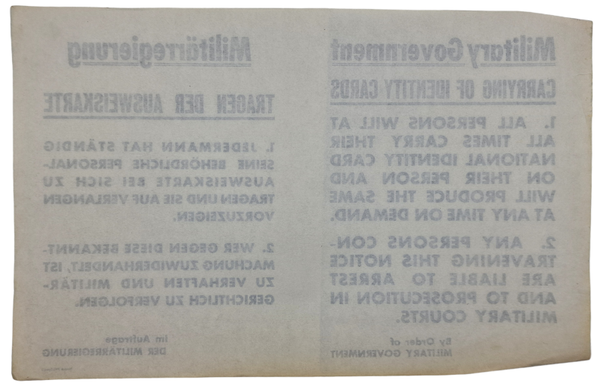 Military Government
CARRYING OF IDENTITY CARDS
1. ALL PERSONS WILL AT
ALL TIMES CARRY THEIR
NATIONAL IDENTITY CARD
ON THEIR PERSON AND
WILL PRODUCE THE SAME
AT ANY TIME ON DEMAND.
2. ANY PERSONS CON-
TRAVENING THIS NOTICE
ARE LIABLE TO ARREST
AND TO PROSECUTION IN
MILITARY COURTS.
By Order of
MILITARY GOVERNMENT
Militärregierung
TRAGEN DER AUSWEISKARTE
1. JEDERMANN HAT STÄNDIG
SEINE BEHÖRDLICHE PERSONAL-
AUSWEISKARTE BEI SICH ZU
TRAGEN UND SIE AUF VERLANGEN
VORZUZEIGEN.
2. WER GEGEN DIESE BEKANNT-
MACHUNG ZUWIDERHANDELT, IST
ZU VERHAFTEN UND MILITÄR-
GERICHTLICH ZU VERFOLGEN.
Im Auftrage
DER MILITÄRREGIERUNG